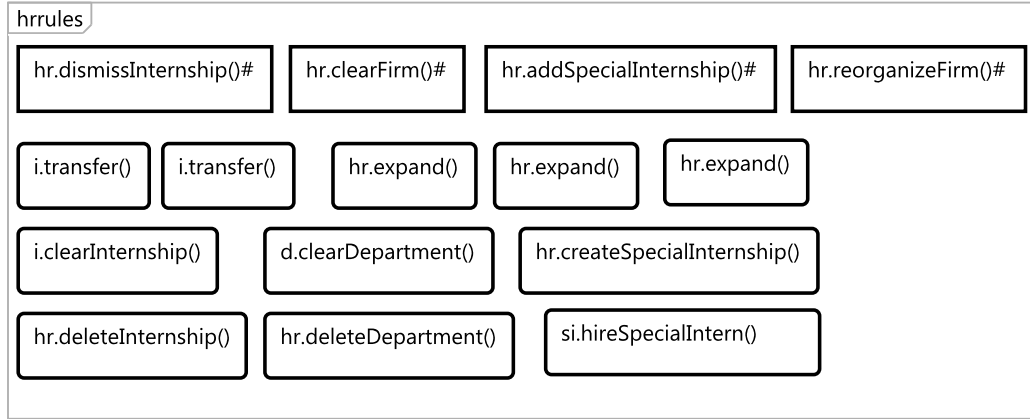 hrrules
hr.dismissInternship()#
hr.clearFirm()#
hr.addSpecialInternship()#
hr.reorganizeFirm()#
i.transfer()
i.transfer()
hr.expand()
hr.expand()
hr.expand()
i.clearInternship()
d.clearDepartment()
hr.createSpecialInternship()
hr.deleteInternship()
hr.deleteDepartment()
si.hireSpecialIntern()